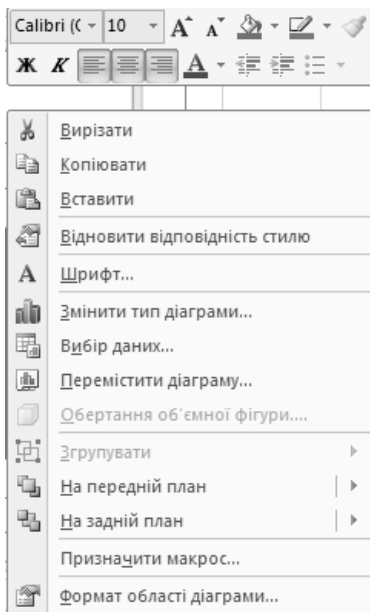 Calibri (C 10 A A
Ж К А
Вирізати
Копіювати
Вставити
Відновити відповідність стилю
А Шрифт...
Змінити тип діаграми...
Вибір даних...
Перемістити діаграму...
Обертання об'ємної фігури....
Згрупувати
На передній план
На задній план
Призначити макрос...
Формат області діаграми...